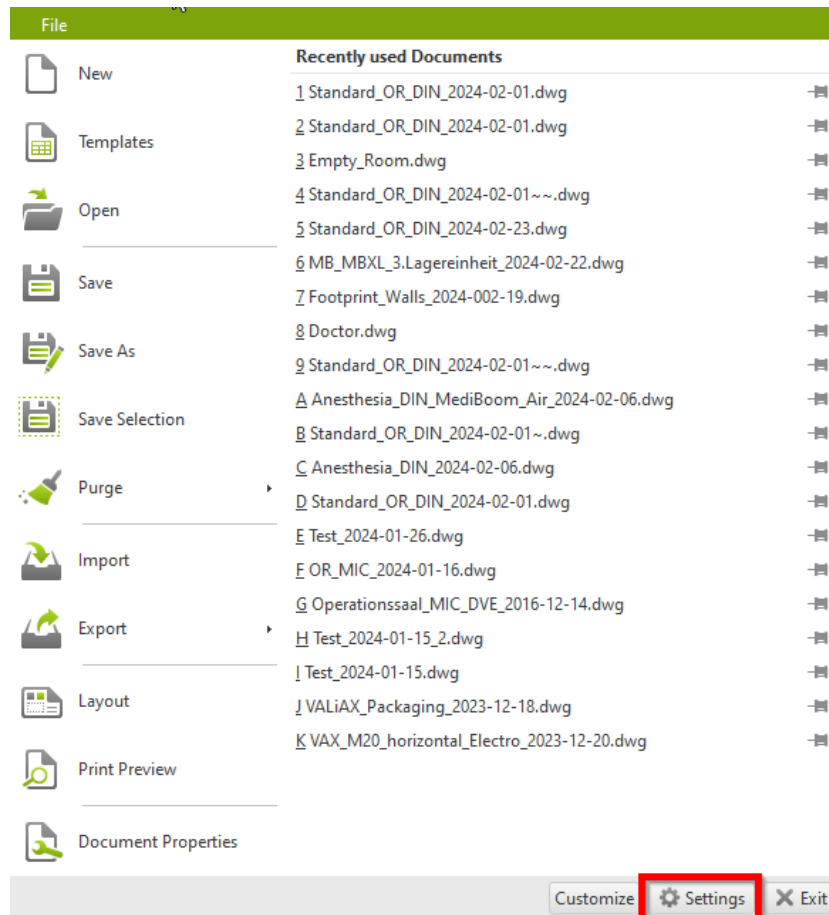 File
New
Templates
Open
Save
Save As
Save Selection
Purge
Import
Export
Layout
Print Preview
Document Properties
Recently used Documents
1 Standard_OR_DIN_2024-02-01.dwg
2 Standard_OR_DIN_2024-02-01.dwg
3 Empty_Room.dwg
4 Standard_OR_DIN_2024-02-01~~.dwg
5 Standard_OR_DIN_2024-02-23.dwg
6 MB_MBXL_3.Lagereinheit_2024-02-22.dwg
7 Footprint_Walls_2024-002-19.dwg
8 Doctor.dwg
9 Standard_OR_DIN_2024-02-01~~.dwg
A Anesthesia_DIN_MediBoom_Air_2024-02-06.dwg
B Standard_OR_DIN_2024-02-01~.dwg
C Anesthesia_DIN_2024-02-06.dwg
D Standard_OR_DIN_2024-02-01.dwg
E Test_2024-01-26.dwg
F OR_MIC_2024-01-16.dwg
G Operationssaal_MIC_DVE_2016-12-14.dwg
H Test_2024-01-15_2.dwg
I Test_2024-01-15.dwg
J VALiAX_Packaging_2023-12-18.dwg
K VAX_M20_horizontal_Electro_2023-12-20.dwg
Customize Settings Exit